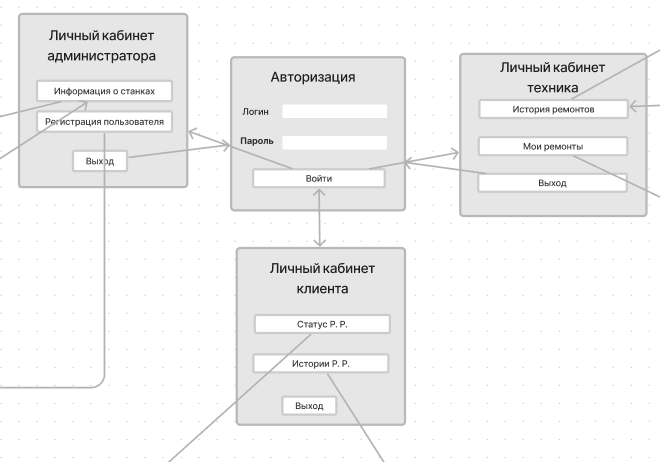 Личный кабинет
администратора
Информация о станках
Регистрация пользователя
Выход
Авторизация
Логин
Пароль
Войти
Личный кабинет
техника
История ремонтов
Мои ремонты
Выход
Личный кабинет
клиента
Статус Р. Р.
Истории Р. Р.
Выход